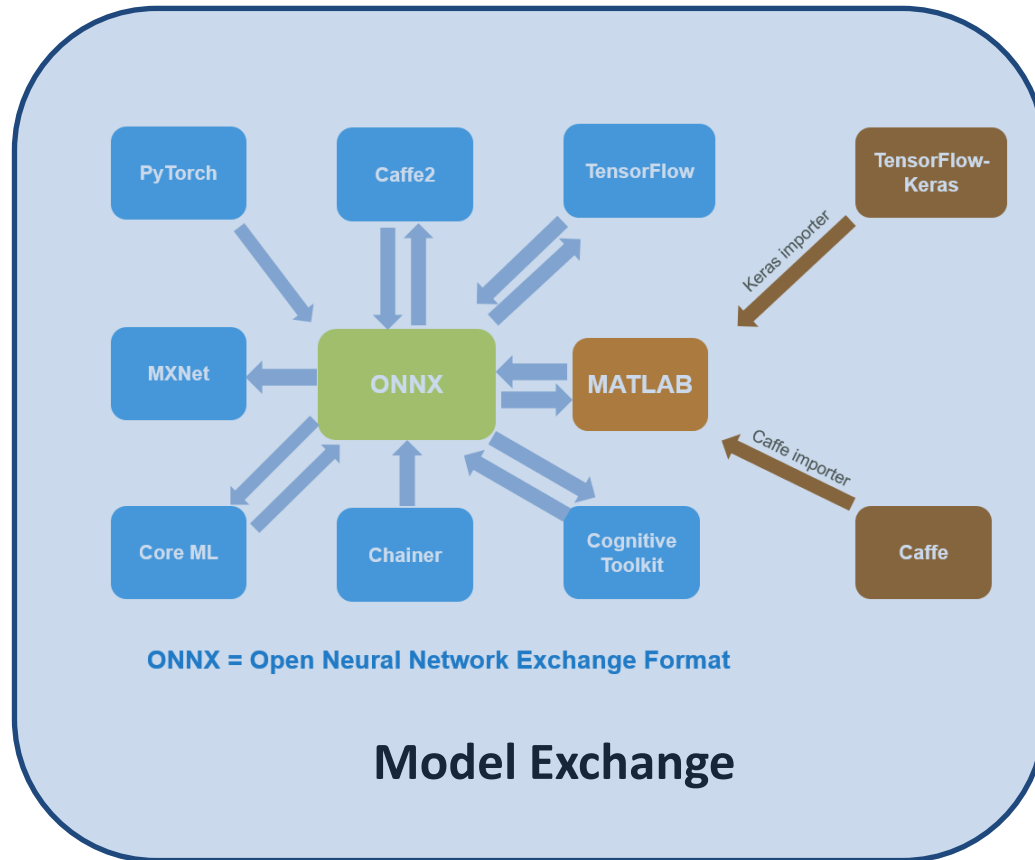 PyTorch
Caffe2
TensorFlow
TensorFlow-
Keras
Keras importer
MXNet
ONNX
MATLAB
Caffe importer
Core ML
Chainer
Cognitive
Toolkit
Caffe
ONNX = Open Neural Network Exchange Format
Model Exchange